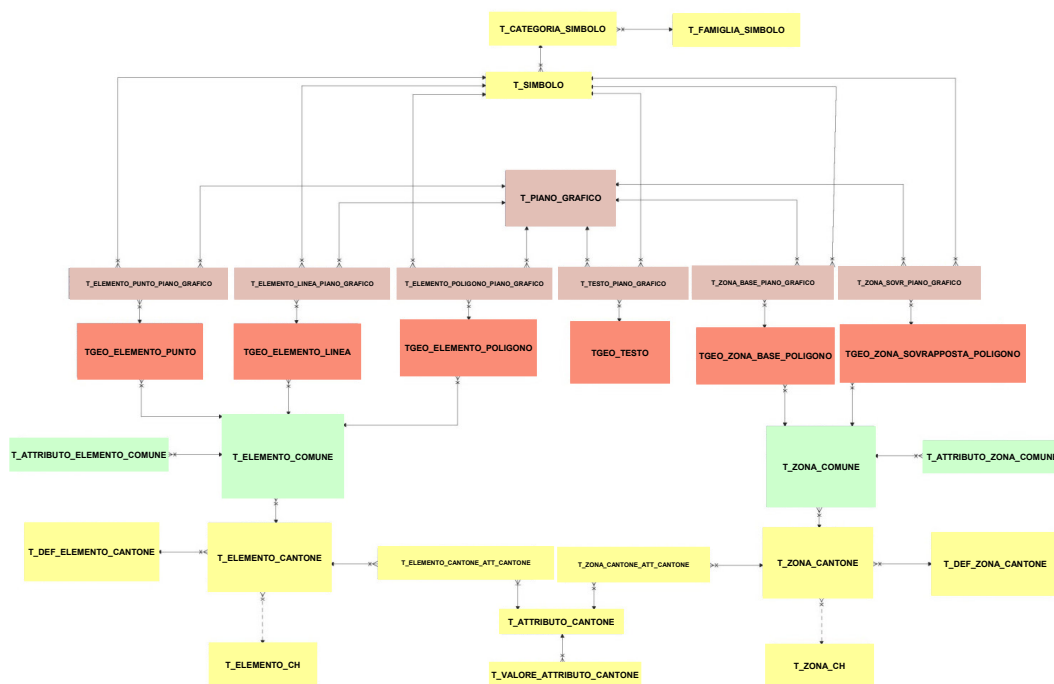 T_CATEGORIA_SIMBOLO
T_FAMIGLIA_SIMBOLO
T_SIMBOLO
T_PIANO_GRAFICO
T_ELEMENTO_PUNTO_PIANO_GRAFICO
T_ELEMENTO_LINEA_PIANO_GRAFICO
T_ELEMENTO_POLIGONO_PIANO_GRAFICO
T_TESTO_PIANO_GRAFICO
T_ZONA_BASE_PIANO_GRAFICO
T_ZONA_SOVR_PIANO_GRAFICO
TGEO_ELEMENTO_PUNTO
TGEO_ELEMENTO_LINEA
TGEO_ELEMENTO_POLIGONO
TGEO_TESTO
TGEO_ZONA_BASE_POLIGONO
TGEO_ZONA_SOVRAPPOSTA_POLIGONO
T_ATTRIBUTO_ELEMENTO_COMUNE
T_ELEMENTO_COMUNE
T_ZONA_COMUNE
T_ATTRIBUTO_ZONA_COMUNE
T_DEF_ELEMENTO_CANTONE
T_ELEMENTO_CANTONE
T_ELEMENTO_CANTONE_ATT_CANTONE
T_ZONA_CANTONE_ATT_CANTONE
T_ZONA_CANTONE
T_DEF_ZONA_CANTONE
T_ATTRIBUTO_CANTONE
T_ELEMENTO_CH
T_VALORE_ATTRIBUTO_CANTONE
T_ZONA_CH